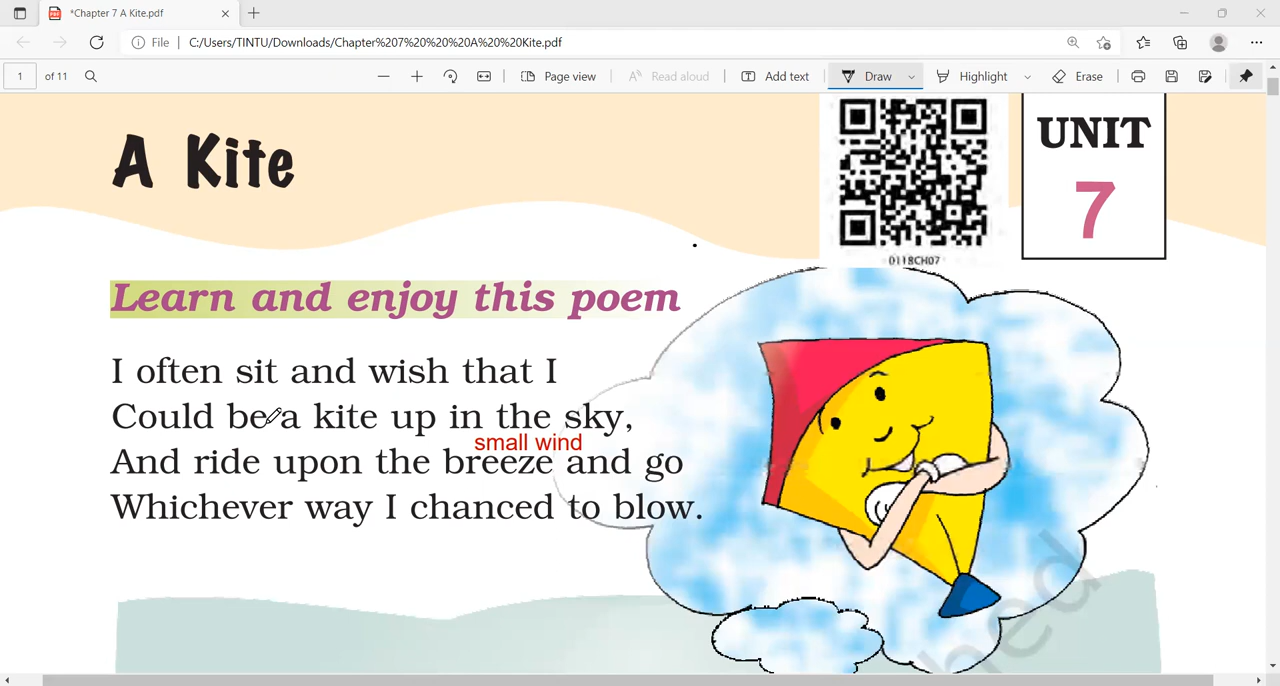 *Chapter 7 A Kite.pdf
File
C:/Users/TINTU/Downloads/Chapter%207%20%20%20A%20%20Kite.pdf
1 of 11
Page view
Read aloud
Add text
Draw
Highlight
Erase
A Kite
UNIT
7
0118CH07
Learn and enjoy this poem
I often sit and wish that I
Could be a kite up in the sky,
small wind
And ride upon the breeze and go
Whichever way I chanced to blow.